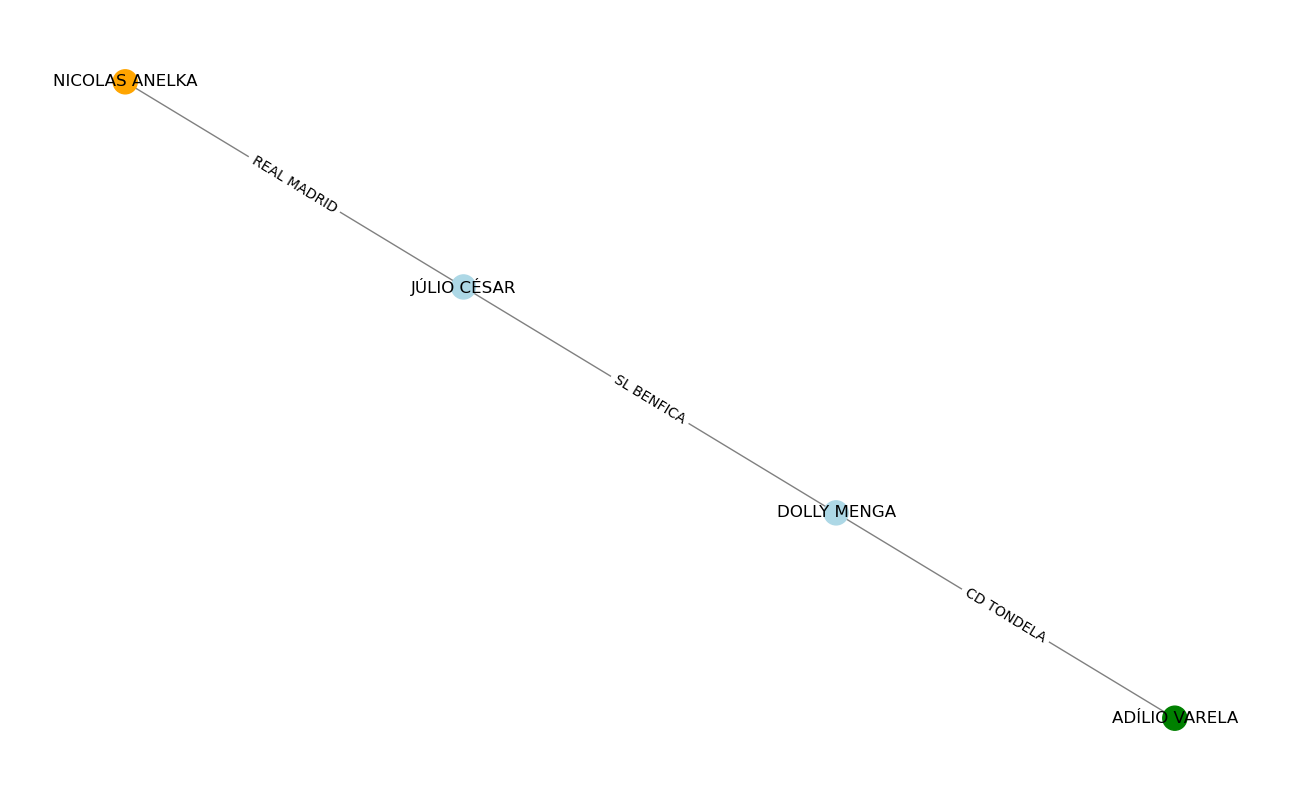 NICOLAS ANELKA
REAL MADRID
JÚLIO CÉSAR
SL BENFICA
DOLLY MENGA
CD TONDELA
ADÍLIO VARELA